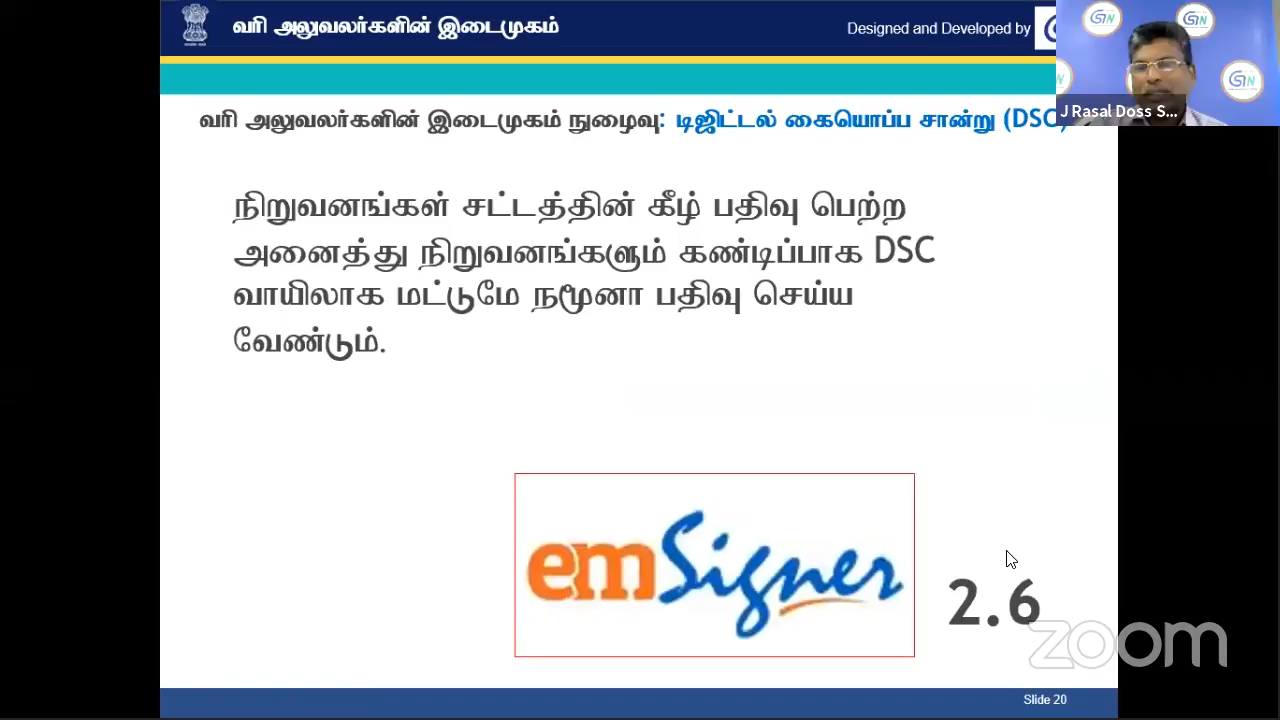 வரி அலுவலர்களின் இடைமுகம்
Designed and Developed by
வரி அலுவலர்களின் இடைமுகம் நுழைவு: டிஜிட்டல் கையொப்ப சான்று (DSC)
J Rasal Doss S...
நிறுவனங்கள் சட்டத்தின் கீழ் பதிவு பெற்ற
அனைத்து நிறுவனங்களும் கண்டிப்பாக DSC
வாயிலாக மட்டுமே நமூனா பதிவு செய்ய
வேண்டும்.
emSigner
2.6
zoom
Slide 20